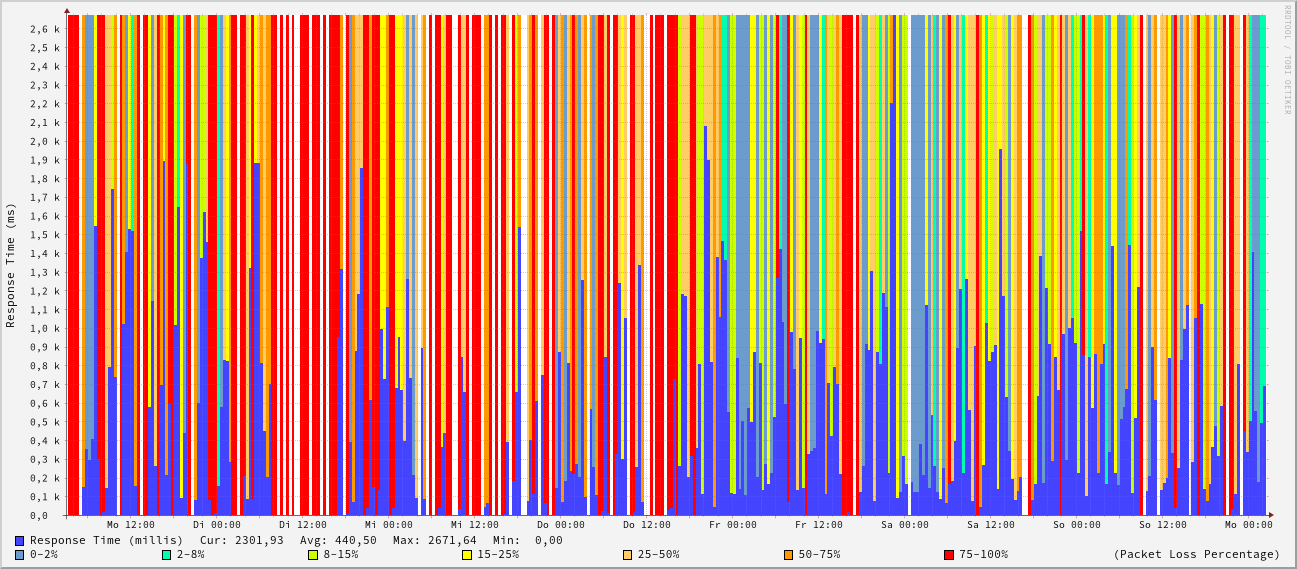 2,6 k
2,5 k
2,4 k
2,3 k
2,2 k
2,1 k
2,0 k
1,9 k
1,8 k
1,7 k
1,6 k
1,5 k
1,4 k
1,3 k
1,2 k
1,1 k
1,0 k
0,9 k
0,8 k
0,7 k
0,6 k
0,5 k
0,4 k
0,3 k
0,2 k
0,1 k
0,0
Response Time (ms)
RRDTOOL / TOBI OETIKER
Mo 12:00 Di 00:00 Di 12:00 Mi 00:00 Mi 12:00 Do 00:00 Do 12:00 Fr 00:00 Fr 12:00 Sa 00:00 Sa 12:00 So 00:00 So 12:00 Mo 00:00
Response Time (millis) Cur: 2301,93 Avg: 440,50 Max: 2671,64 Min: 0,00
0-2% 2-8% 8-15% 15-25% 25-50% 50-75% 75-100% (Packet Loss Percentage)